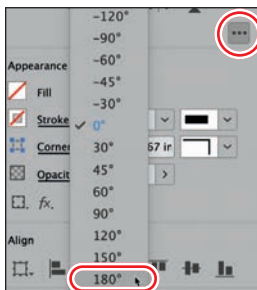 -120°
-90°
-60°
Appearance
-45°
Fill
-30°
Stroke
✓ 0°
Corner
30°
67 in
45°
Opacit
60°
fx.
90°
Align
120°
150°
180°